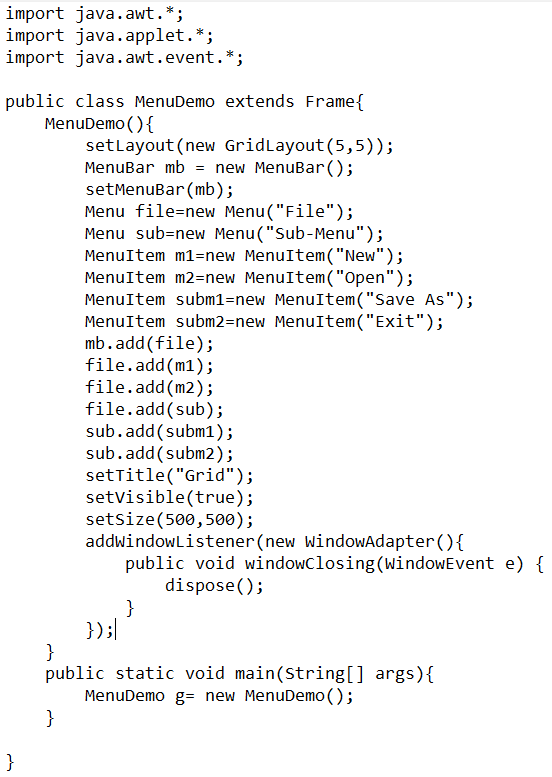 import java.awt.*;
import java.applet.*;
import java.awt.event.*;

public class MenuDemo extends Frame{
    MenuDemo(){
        setLayout(new GridLayout(5,5));
        MenuBar mb = new MenuBar();
        setMenuBar(mb);
        Menu file=new Menu("File");
        Menu sub=new Menu("Sub-Menu");
        MenuItem m1=new MenuItem("New");
        MenuItem m2=new MenuItem("Open");
        MenuItem subm1=new MenuItem("Save As");
        MenuItem subm2=new MenuItem("Exit");
        mb.add(file);
        file.add(m1);
        file.add(m2);
        file.add(sub);
        sub.add(subm1);
        sub.add(subm2);
        setTitle("Grid");
        setVisible(true);
        setSize(500,500);
        addWindowListener(new WindowAdapter(){
            public void windowClosing(WindowEvent e) {
                dispose();
            }
        });
    }
    public static void main(String[] args){
        MenuDemo g= new MenuDemo();
    }

}